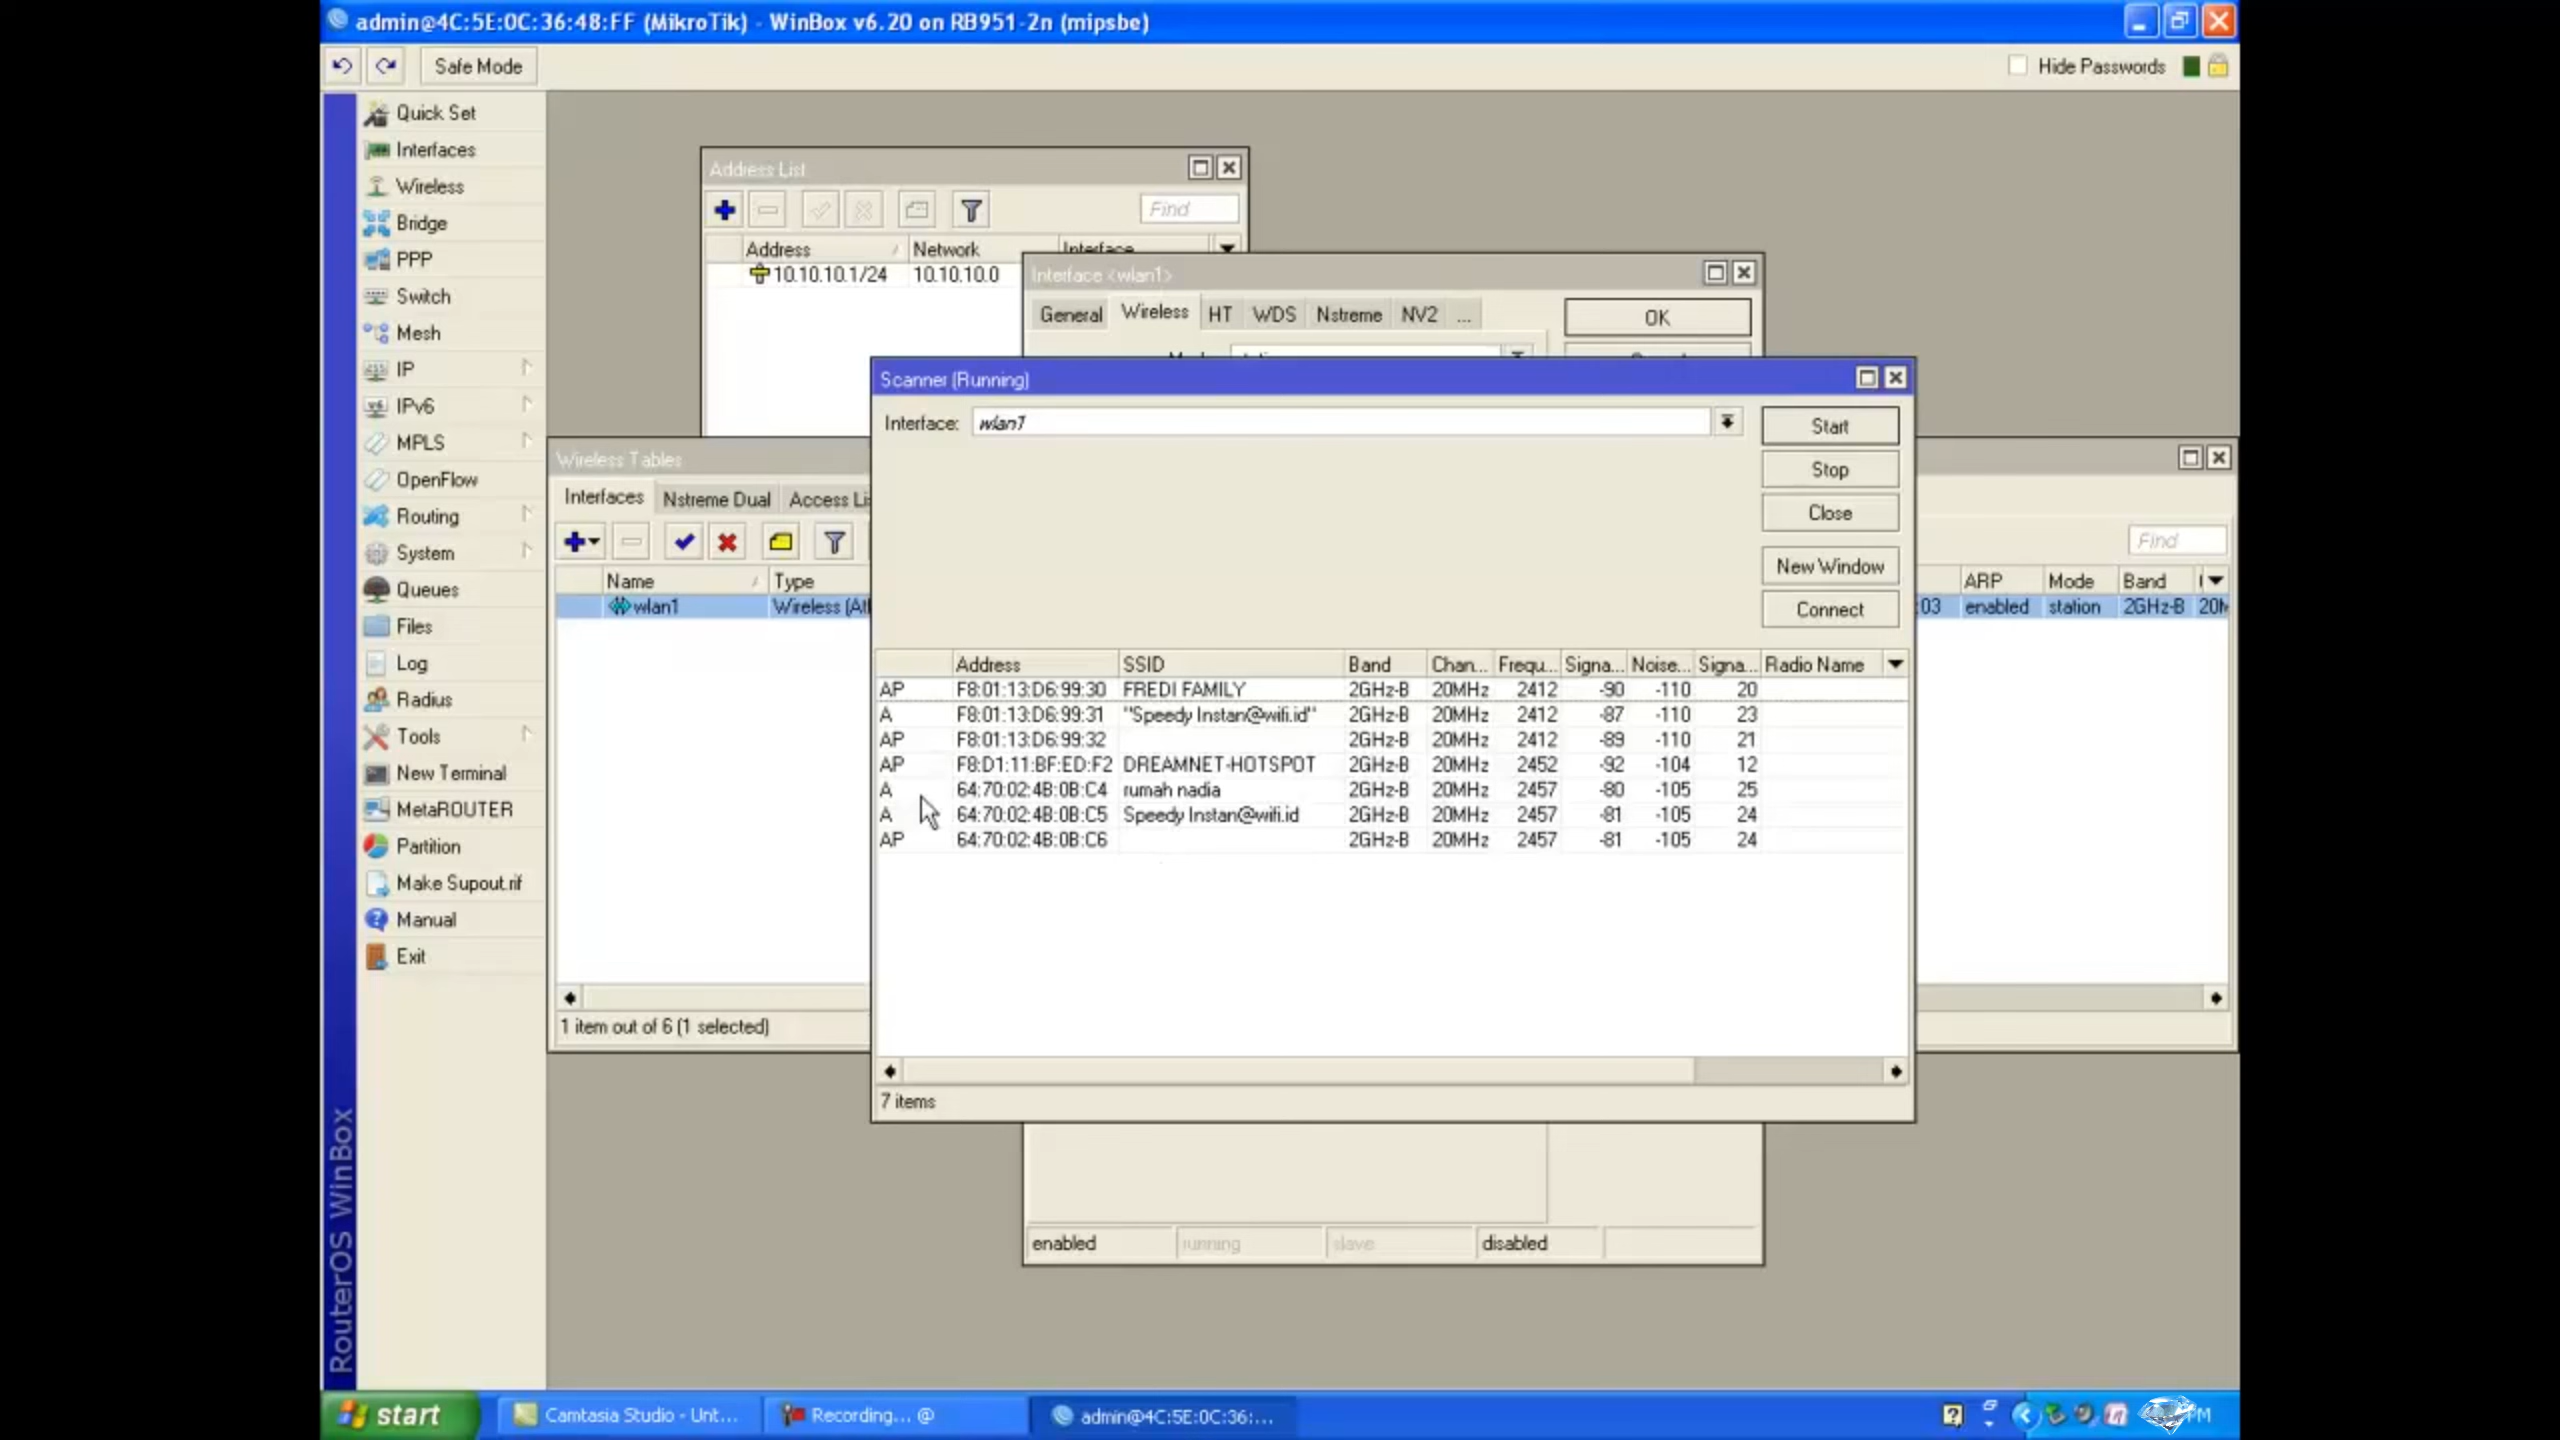 admin@4C:5E:0C:36:48:FF (MikroTik) - WinBox v6.20 on RB951-2n (mipsbe)
Safe Mode
Hide Passwords
Quick Set
Interfaces
Wireless
Bridge
PPP
Switch
Mesh
IP
IPv6
MPLS
OpenFlow
Routing
System
Queues
Files
Log
Radius
Tools
New Terminal
MetaROUTER
Partition
Make Supout.rif
Manual
Exit
RouterOS WinBox
Address List
Find
Address Network Interface
10.10.10.1/24 10.10.10.0
Interface <wlan1>
General Wireless HT WDS Nstreme NV2 ...
OK
Wireless Tables
Interfaces Nstreme Dual
Name Type
wlan1
1 item out of 6 (1 selected)
Find
ARP Mode Band
:03 enabled station 2GHz-B
Scanner (Running)
Interface: wlan1
Start
Stop
Close
New Window
Connect
Address SSID Band Chan... Frequ... Signa... Noise... Signa... Radio Name
AP F8:01:13:D6:99:30 FREDI FAMILY 2GHz-B 20MHz 2412 -90 -110 20
A F8:01:13:D6:99:31 "Speedy Instan@wifi.id" 2GHz-B 20MHz 2412 -87 -110 23
AP F8:01:13:D6:99:32 2GHz-B 20MHz 2412 -89 -110 21
AP F8:D1:11:BF:ED:F2 DREAMNET-HOTSPOT 2GHz-B 20MHz 2452 -92 -104 12
A 64:70:02:4B:0B:C4 rumah nadia 2GHz-B 20MHz 2457 -80 -105 25
A 64:70:02:4B:0B:C5 Speedy Instan@wifi.id 2GHz-B 20MHz 2457 -81 -105 24
AP 64:70:02:4B:0B:C6 2GHz-B 20MHz 2457 -81 -105 24
7 items
enabled running slave disabled
start
Camtasia Studio - Unt...
Recording... @
admin@4C:5E:0C:36:...
PM